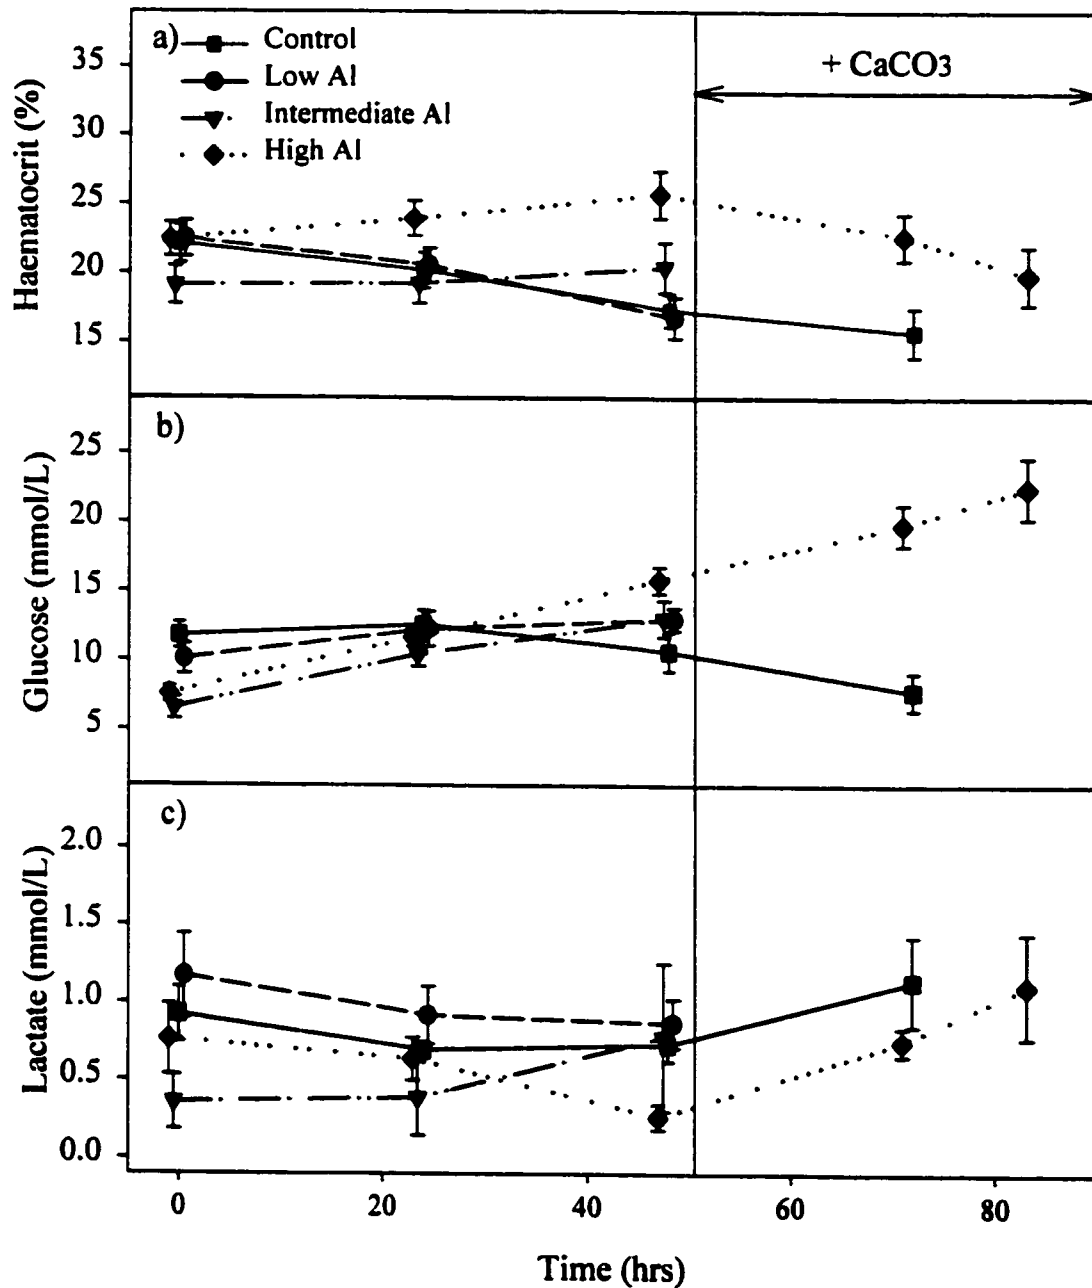 a)
Control
Low Al
Intermediate Al
High Al
+ CaCO3
35
30
25
20
15
Haematocrit (%)
b)
25
20
15
10
5
Glucose (mmol/L)
c)
2.0
1.5
1.0
0.5
0.0
Lactate (mmol/L)
0 20 40 60 80
Time (hrs)